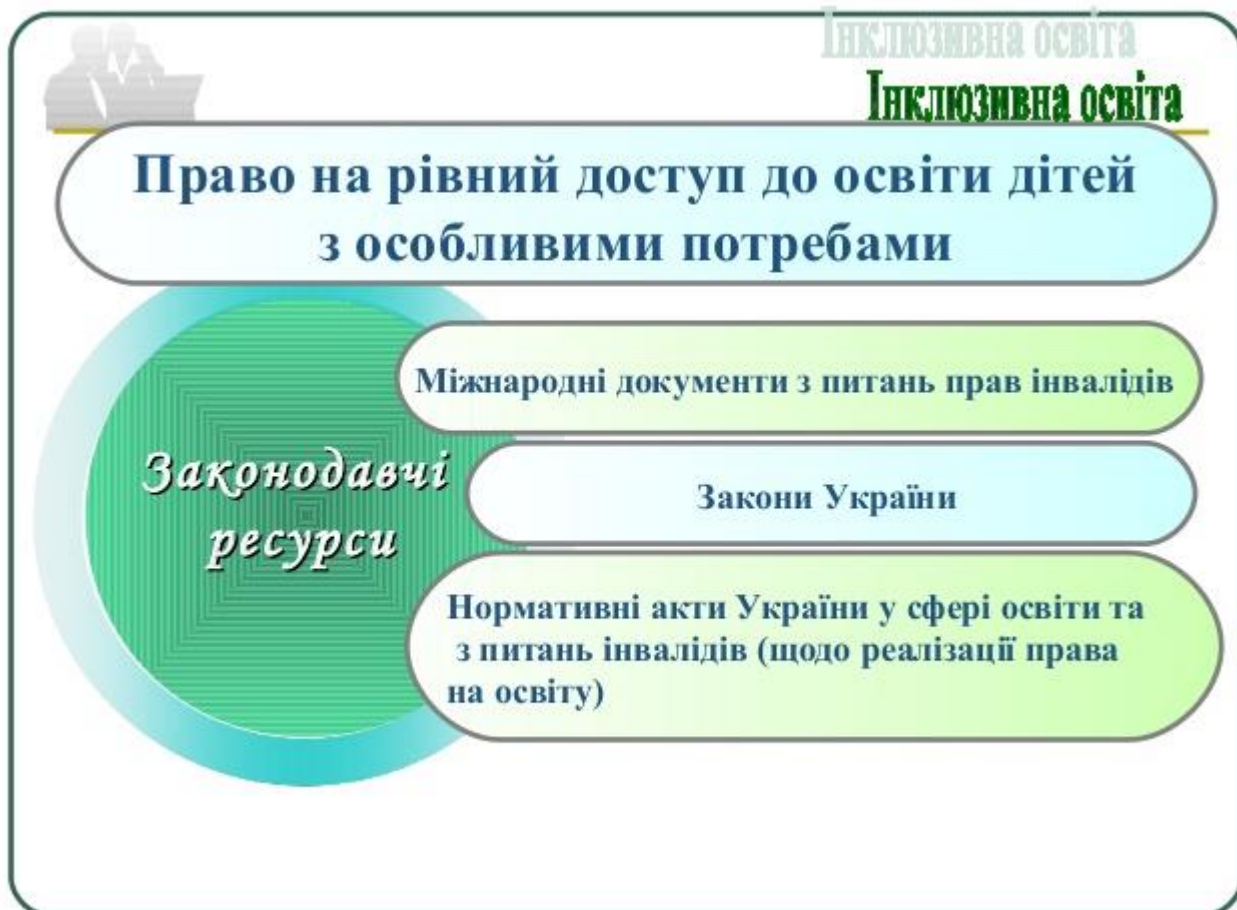 Інклюзивна освіта
Інклюзивна освіта
Право на рівний доступ до освіти дітей
з особливими потребами
Міжнародні документи з питань прав інвалідів
Законодавчі
ресурси
Закони України
Нормативні акти України у сфері освіти та
з питань інвалідів (щодо реалізації права
на освіту)